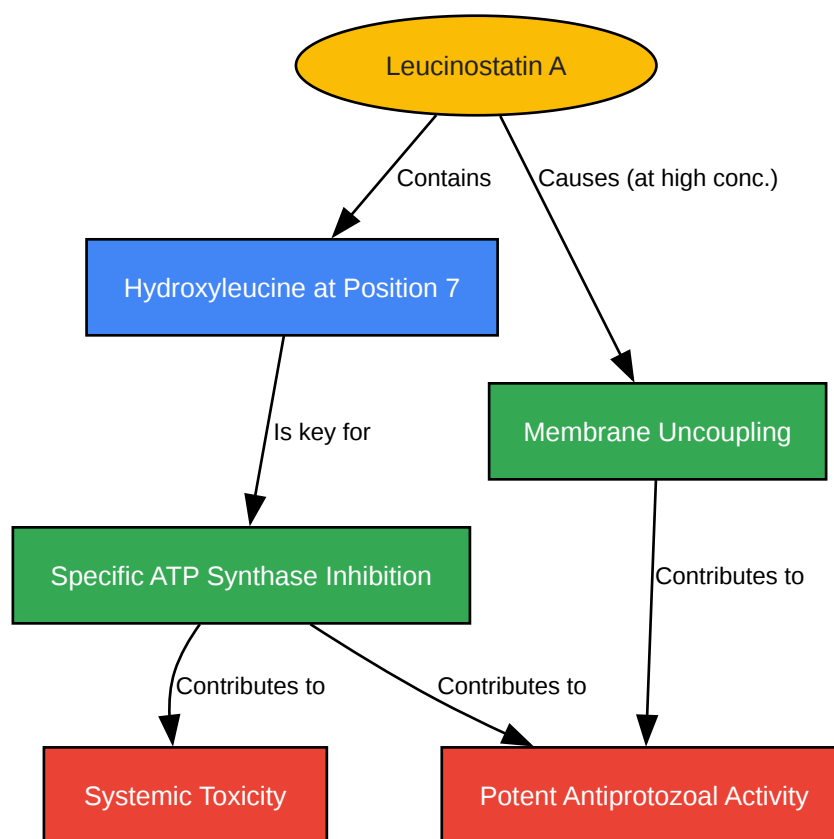 Leucinostatin A
Contains
Causes (at high conc.)
Hydroxyleucine at Position 7
Is key for
Membrane Uncoupling
Specific ATP Synthase Inhibition
Contributes to
Contributes to
Contributes to
Systemic Toxicity
Potent Antiprotozoal Activity